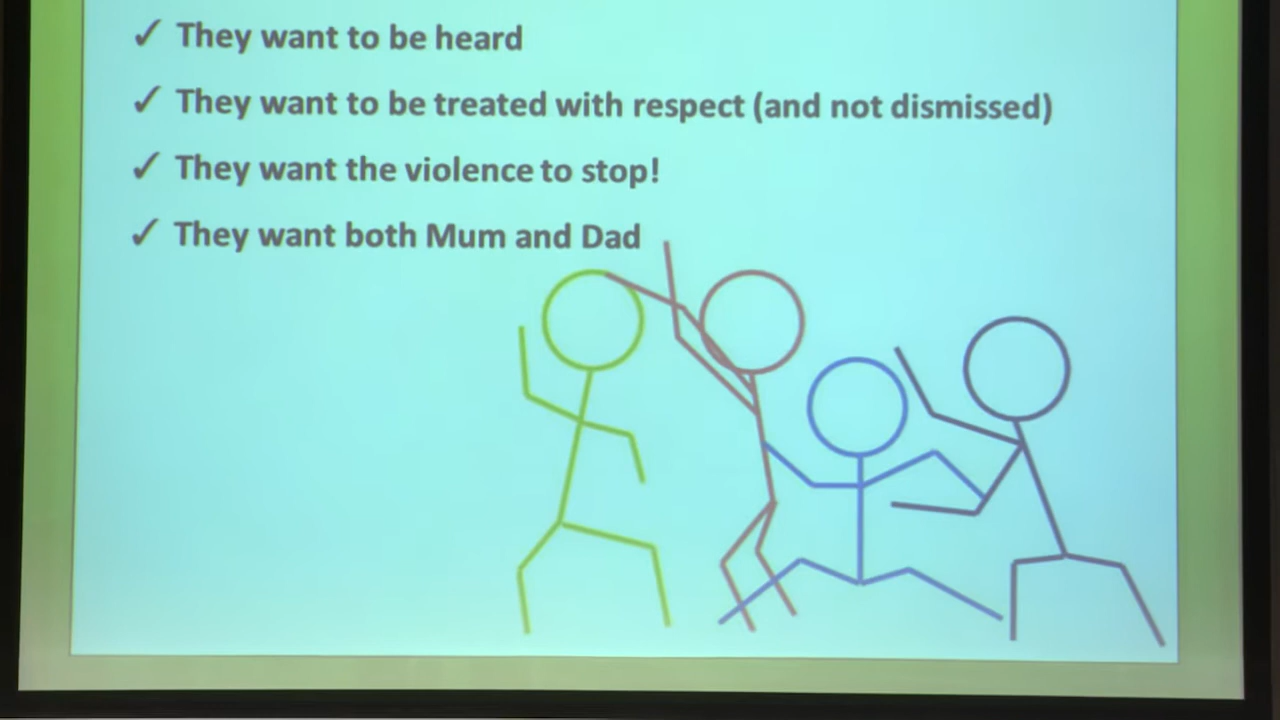 ✓ They want to be heard
✓ They want to be treated with respect (and not dismissed)
✓ They want the violence to stop!
✓ They want both Mum and Dad